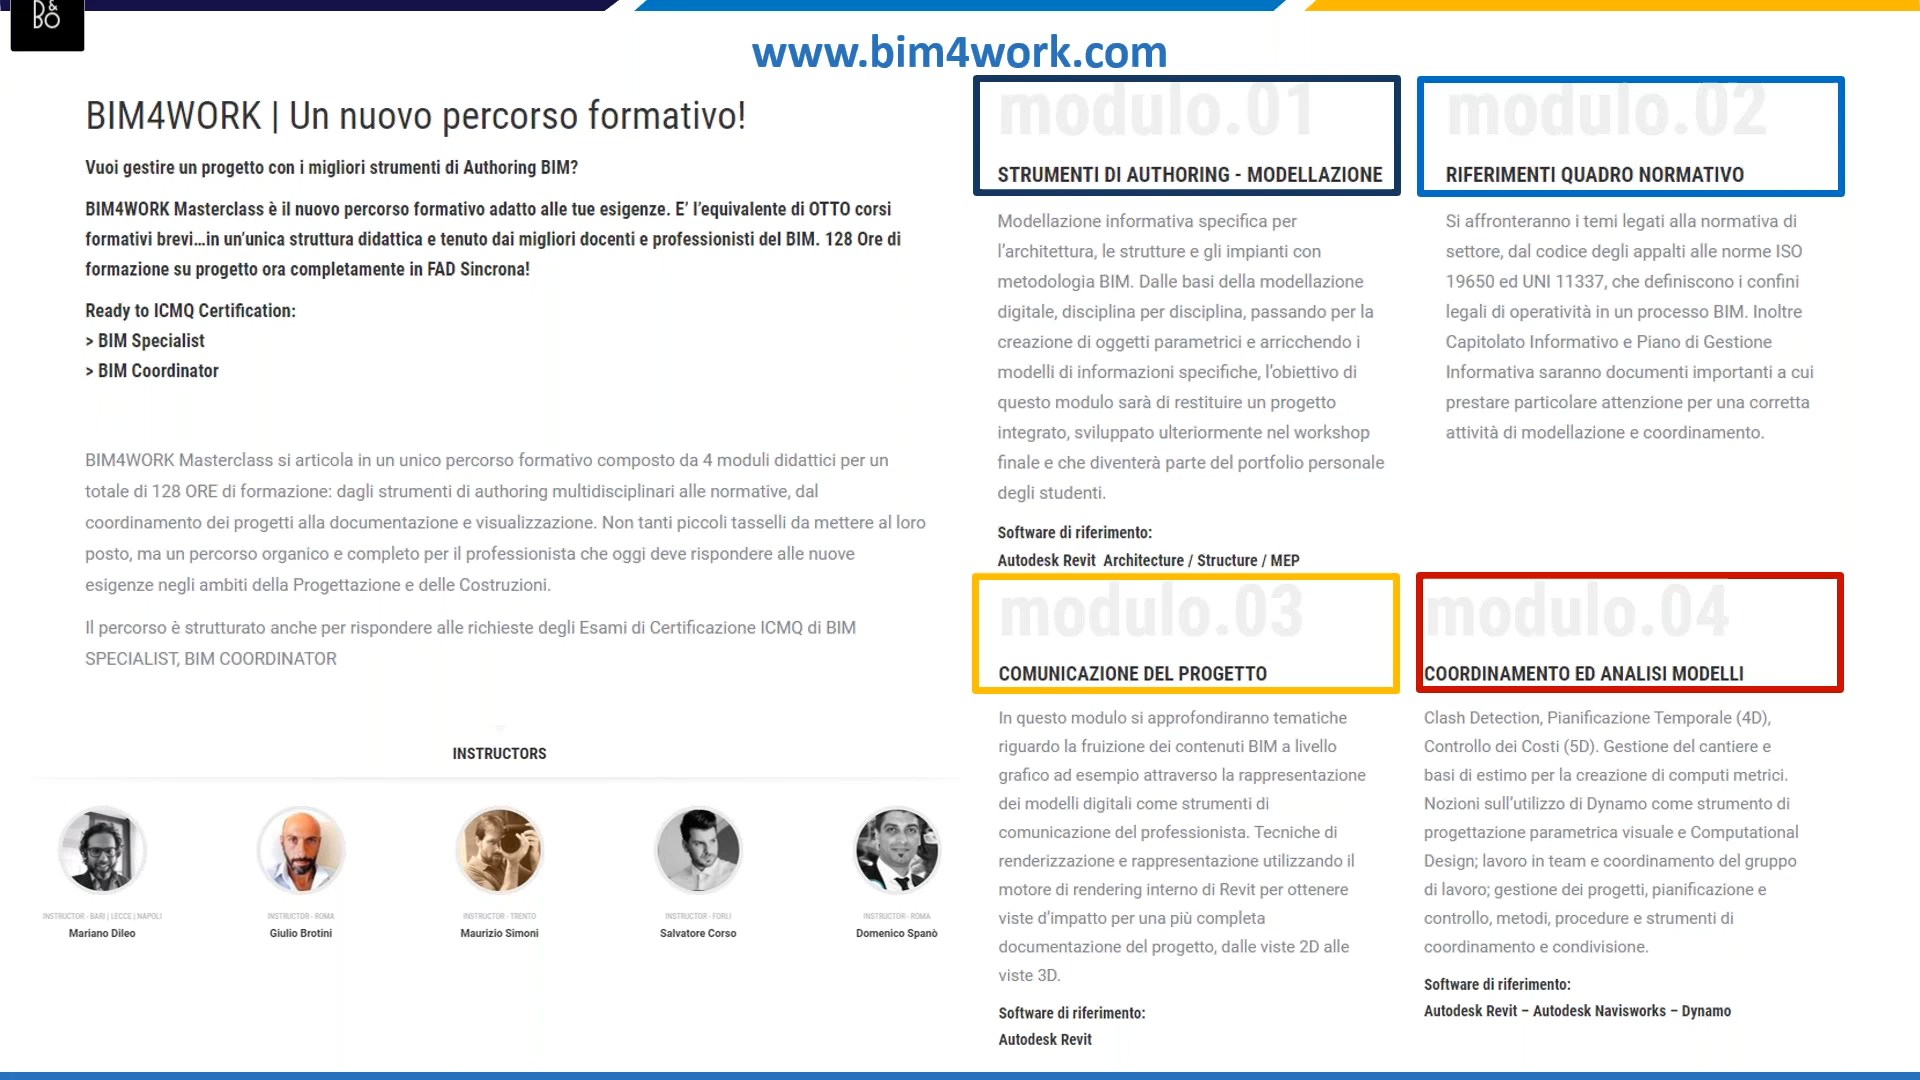 D&
BO
www.bim4work.com
BIM4WORK | Un nuovo percorso formativo!
Vuoi gestire un progetto con i migliori strumenti di Authoring BIM?
BIM4WORK Masterclass è il nuovo percorso formativo adatto alle tue esigenze. E' l'equivalente di OTTO corsi
formativi brevi…in un'unica struttura didattica e tenuto dai migliori docenti e professionisti del BIM. 128 Ore di
formazione su progetto ora completamente in FAD Sincrona!
Ready to ICMQ Certification:
> BIM Specialist
> BIM Coordinator
BIM4WORK Masterclass si articola in un unico percorso formativo composto da 4 moduli didattici per un
totale di 128 ORE di formazione: dagli strumenti di authoring multidisciplinari alle normative, dal
coordinamento dei progetti alla documentazione e visualizzazione. Non tanti piccoli tasselli da mettere al loro
posto, ma un percorso organico e completo per il professionista che oggi deve rispondere alle nuove
esigenze negli ambiti della Progettazione e delle Costruzioni.
Il percorso è strutturato anche per rispondere alle richieste degli Esami di Certificazione ICMQ di BIM
SPECIALIST, BIM COORDINATOR
INSTRUCTORS
INSTRUCTOR - BARI | LECCE | NAPOLI
Mariano Dileo
INSTRUCTOR - ROMA
Giulio Brotini
INSTRUCTOR - TRENTO
Maurizio Simoni
INSTRUCTOR - FORLÌ
Salvatore Corso
INSTRUCTOR - ROMA
Domenico Spanò
modulo.01
STRUMENTI DI AUTHORING - MODELLAZIONE
Modellazione informativa specifica per
l'architettura, le strutture e gli impianti con
metodologia BIM. Dalle basi della modellazione
digitale, disciplina per disciplina, passando per la
creazione di oggetti parametrici e arricchendo i
modelli di informazioni specifiche, l'obiettivo di
questo modulo sarà di restituire un progetto
integrato, sviluppato ulteriormente nel workshop
finale e che diventerà parte del portfolio personale
degli studenti.
Software di riferimento:
Autodesk Revit Architecture / Structure / MEP
modulo.02
RIFERIMENTI QUADRO NORMATIVO
Si affronteranno i temi legati alla normativa di
settore, dal codice degli appalti alle norme ISO
19650 ed UNI 11337, che definiscono i confini
legali di operatività in un processo BIM. Inoltre
Capitolato Informativo e Piano di Gestione
Informativa saranno documenti importanti a cui
prestare particolare attenzione per una corretta
attività di modellazione e coordinamento.
modulo.03
COMUNICAZIONE DEL PROGETTO
In questo modulo si approfondiranno tematiche
riguardo la fruizione dei contenuti BIM a livello
grafico ad esempio attraverso la rappresentazione
dei modelli digitali come strumenti di
comunicazione del professionista. Tecniche di
renderizzazione e rappresentazione utilizzando il
motore di rendering interno di Revit per ottenere
viste d'impatto per una più completa
documentazione del progetto, dalle viste 2D alle
viste 3D.
Software di riferimento:
Autodesk Revit
modulo.04
COORDINAMENTO ED ANALISI MODELLI
Clash Detection, Pianificazione Temporale (4D),
Controllo dei Costi (5D). Gestione del cantiere e
basi di estimo per la creazione di computi metrici.
Nozioni sull'utilizzo di Dynamo come strumento di
progettazione parametrica visuale e Computational
Design; lavoro in team e coordinamento del gruppo
di lavoro; gestione dei progetti, pianificazione e
controllo, metodi, procedure e strumenti di
coordinamento e condivisione.
Software di riferimento:
Autodesk Revit – Autodesk Navisworks – Dynamo